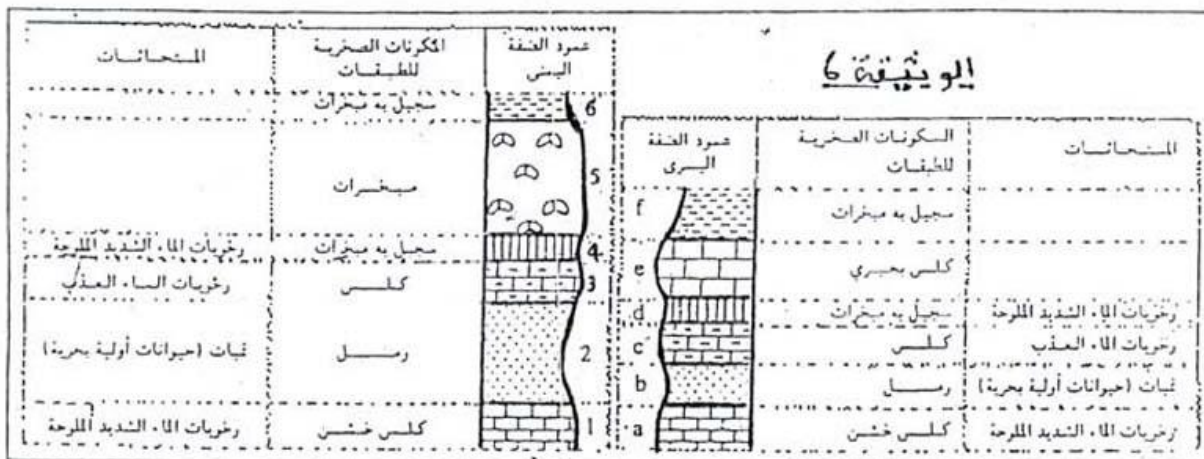 الوثيقة 6
المستحاثات
المكونات الصخرية للطبقات
عمود الضفة اليمنى
سجيل به مبخرات
6
مبخرات
5
رخويات الماء الشديد الملوحة
سجيل به مبخرات
4
رخويات الماء العذب
كلس
3
نميات (حيوانات أولية بحرية)
رمل
2
رخويات الماء الشديد الملوحة
كلس خشن
1
عمود الضفة اليسرى
المكونات الصخرية للطبقات
المستحاثات
f
سجيل به مبخرات
e
كلس بحيري
d
سجيل به مبخرات
رخويات الماء الشديد الملوحة
c
كلس
رخويات الماء العذب
b
رمل
نميات (حيوانات أولية بحرية)
a
كلس خشن
رخويات الماء الشديد الملوحة